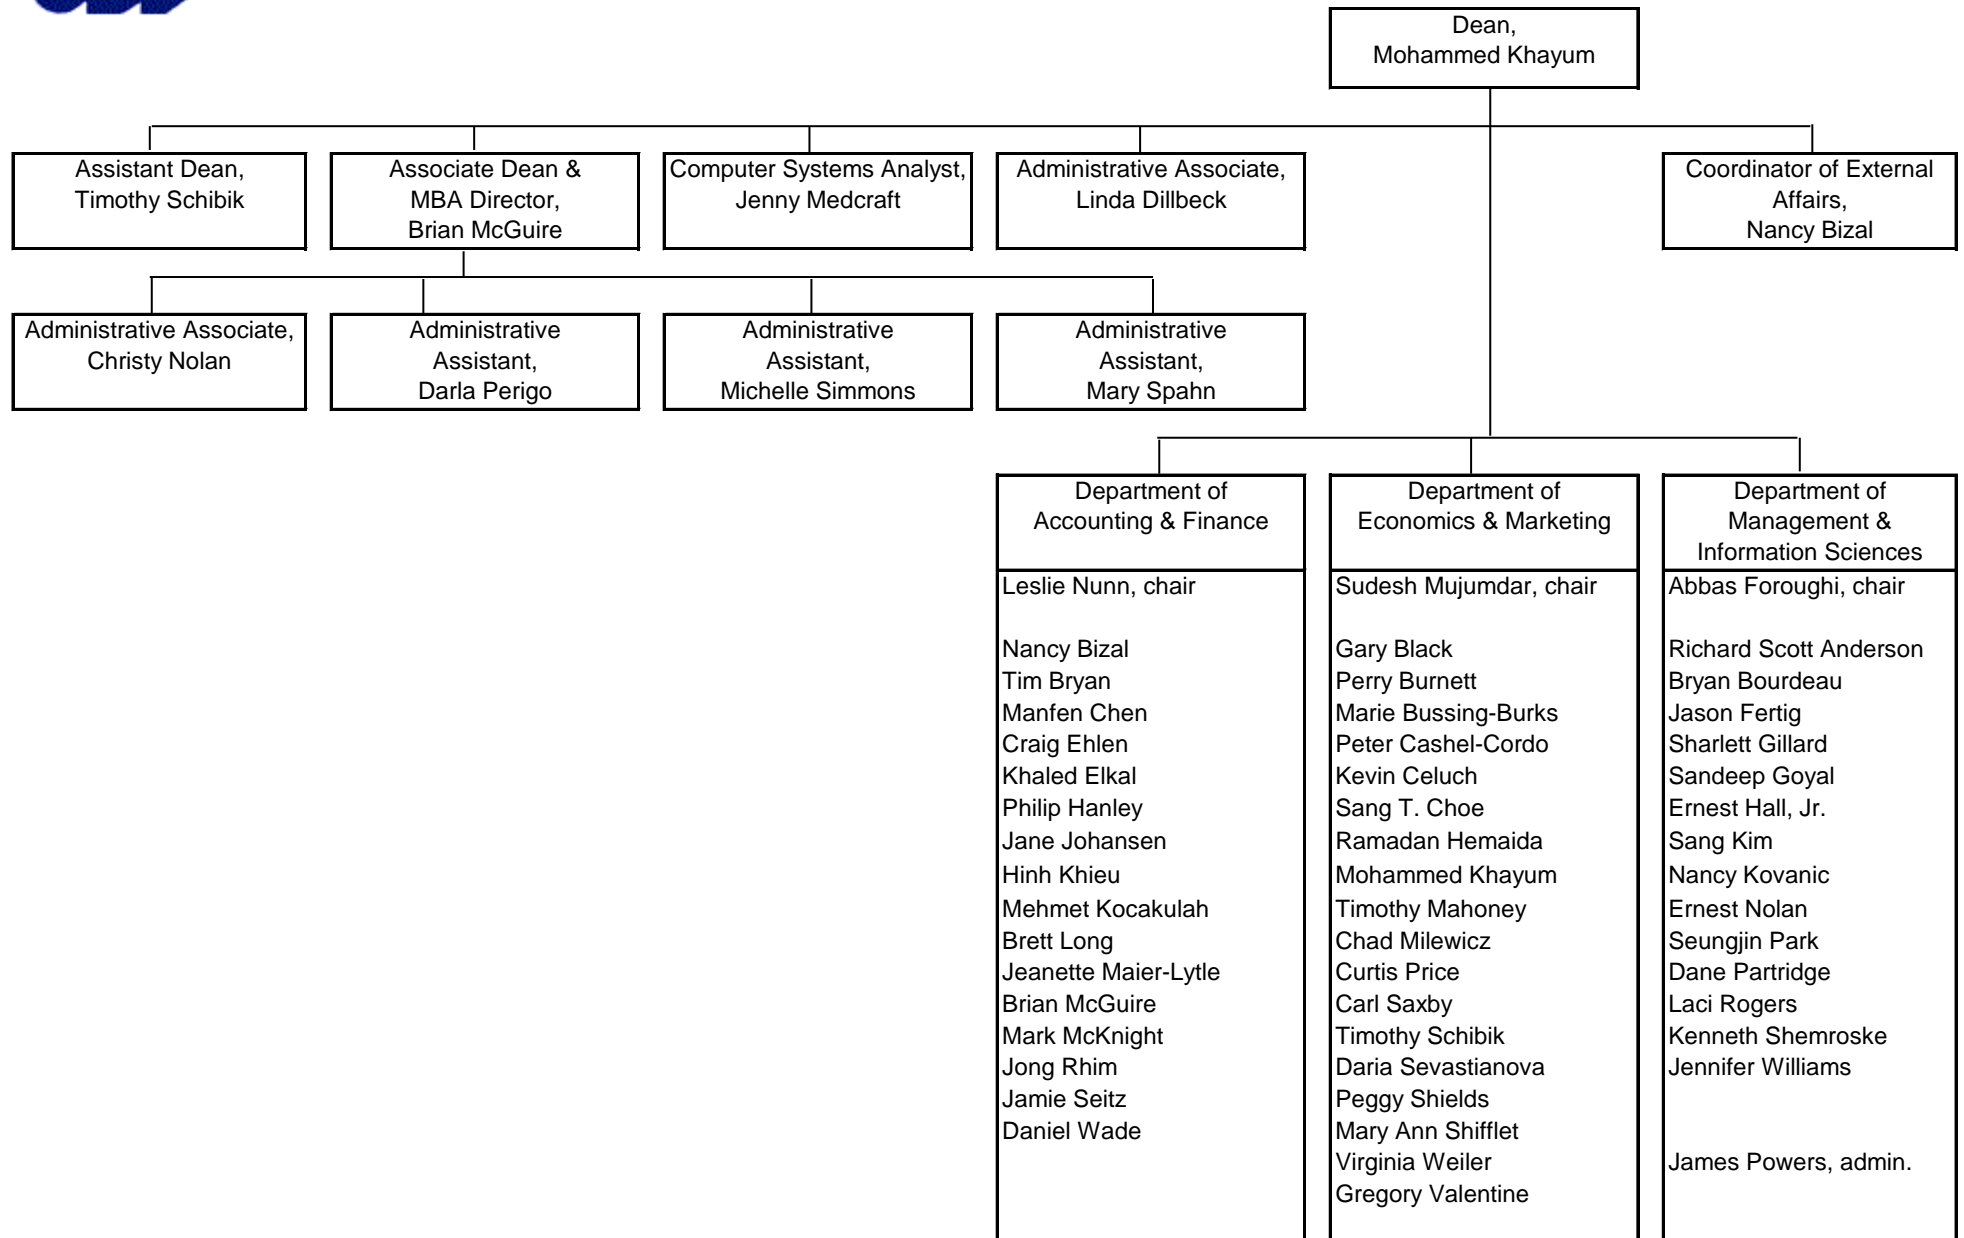 Dean,
Mohammed Khayum
Assistant Dean,
Timothy Schibik
Associate Dean &
MBA Director,
Brian McGuire
Computer Systems Analyst,
Jenny Medcraft
Administrative Associate,
Linda Dillbeck
Coordinator of External
Affairs,
Nancy Bizal
Administrative Associate,
Christy Nolan
Administrative
Assistant,
Darla Perigo
Administrative
Assistant,
Michelle Simmons
Administrative
Assistant,
Mary Spahn
Department of
Accounting & Finance
Leslie Nunn, chair
Nancy Bizal
Tim Bryan
Manfen Chen
Craig Ehlen
Khaled Elkal
Philip Hanley
Jane Johansen
Hinh Khieu
Mehmet Kocakulah
Brett Long
Jeanette Maier-Lytle
Brian McGuire
Mark McKnight
Jong Rhim
Jamie Seitz
Daniel Wade
Department of
Economics & Marketing
Sudesh Mujumdar, chair
Gary Black
Perry Burnett
Marie Bussing-Burks
Peter Cashel-Cordo
Kevin Celuch
Sang T. Choe
Ramadan Hemaida
Mohammed Khayum
Timothy Mahoney
Chad Milewicz
Curtis Price
Carl Saxby
Timothy Schibik
Daria Sevastianova
Peggy Shields
Mary Ann Shifflet
Virginia Weiler
Gregory Valentine
Department of
Management &
Information Sciences
Abbas Foroughi, chair
Richard Scott Anderson
Bryan Bourdeau
Jason Fertig
Sharlett Gillard
Sandeep Goyal
Ernest Hall, Jr.
Sang Kim
Nancy Kovanic
Ernest Nolan
Seungjin Park
Dane Partridge
Laci Rogers
Kenneth Shemroske
Jennifer Williams
James Powers, admin.